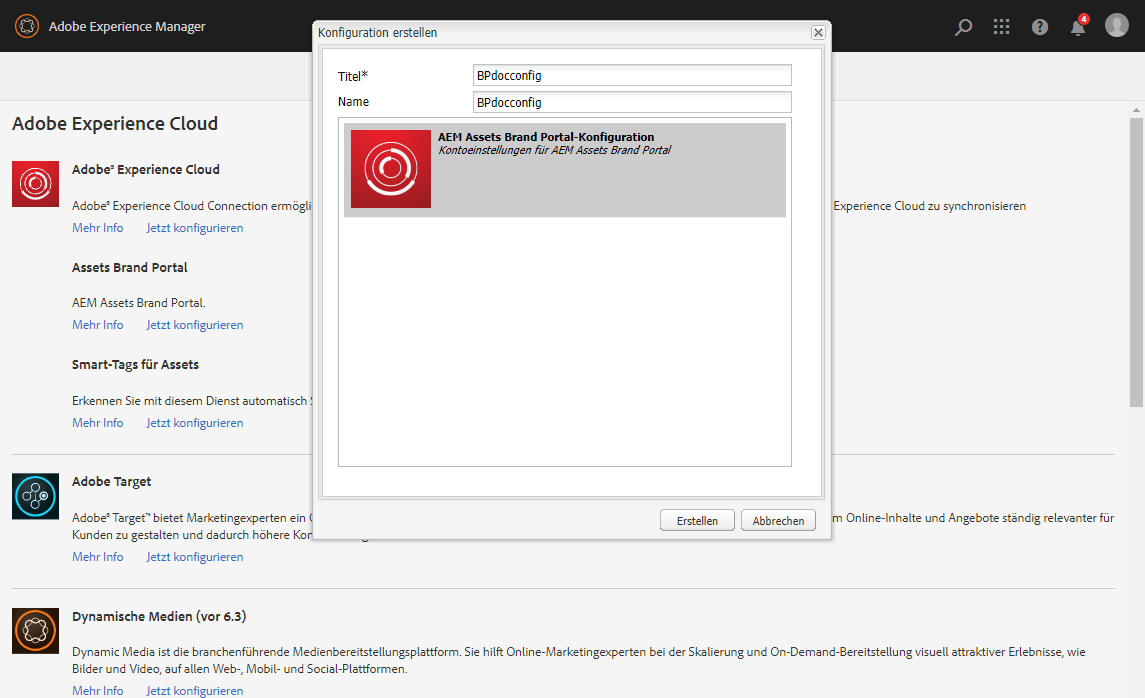 Adobe Experience Manager
4
Konfiguration erstellen
Titel*
BPdocconfig
Name
BPdocconfig
AEM Assets Brand Portal-Konfiguration
Kontoeinstellungen für AEM Assets Brand Portal
Erstellen
Abbrechen
Adobe Experience Cloud
Adobe® Experience Cloud
Adobe® Experience Cloud Connection ermögli Experience Cloud zu synchronisieren
Mehr Info Jetzt konfigurieren
Assets Brand Portal
AEM Assets Brand Portal.
Mehr Info Jetzt konfigurieren
Smart-Tags für Assets
Erkennen Sie mit diesem Dienst automatisch
Mehr Info Jetzt konfigurieren
Adobe Target
Adobe® Target™ bietet Marketingexperten ein m Online-Inhalte und Angebote ständig relevanter für
Kunden zu gestalten und dadurch höhere Kon
Mehr Info Jetzt konfigurieren
Dynamische Medien (vor 6.3)
Dynamic Media ist die branchenführende Medienbereitstellungsplattform. Sie hilft Online-Marketingexperten bei der Skalierung und On-Demand-Bereitstellung visuell attraktiver Erlebnisse, wie
Bilder und Video, auf allen Web-, Mobil- und Social-Plattformen.
Mehr Info Jetzt konfigurieren